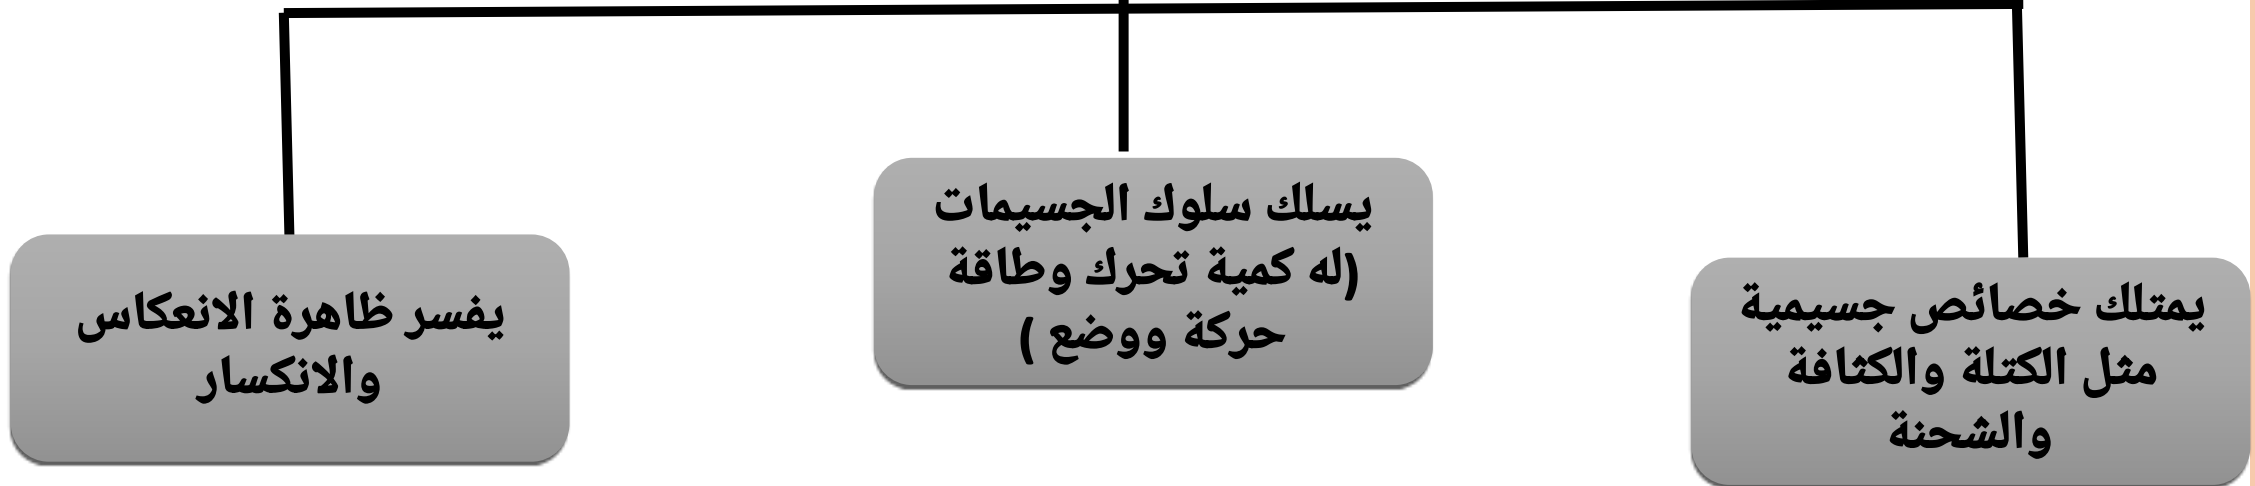 يمتلك خصائص جسيمية
مثل الكتلة والكثافة
والشحنة
يسلك سلوك الجسيمات
(له كمية تحرك وطاقة
حركة ووضع )
يفسر ظاهرة الانعكاس
والانكسار